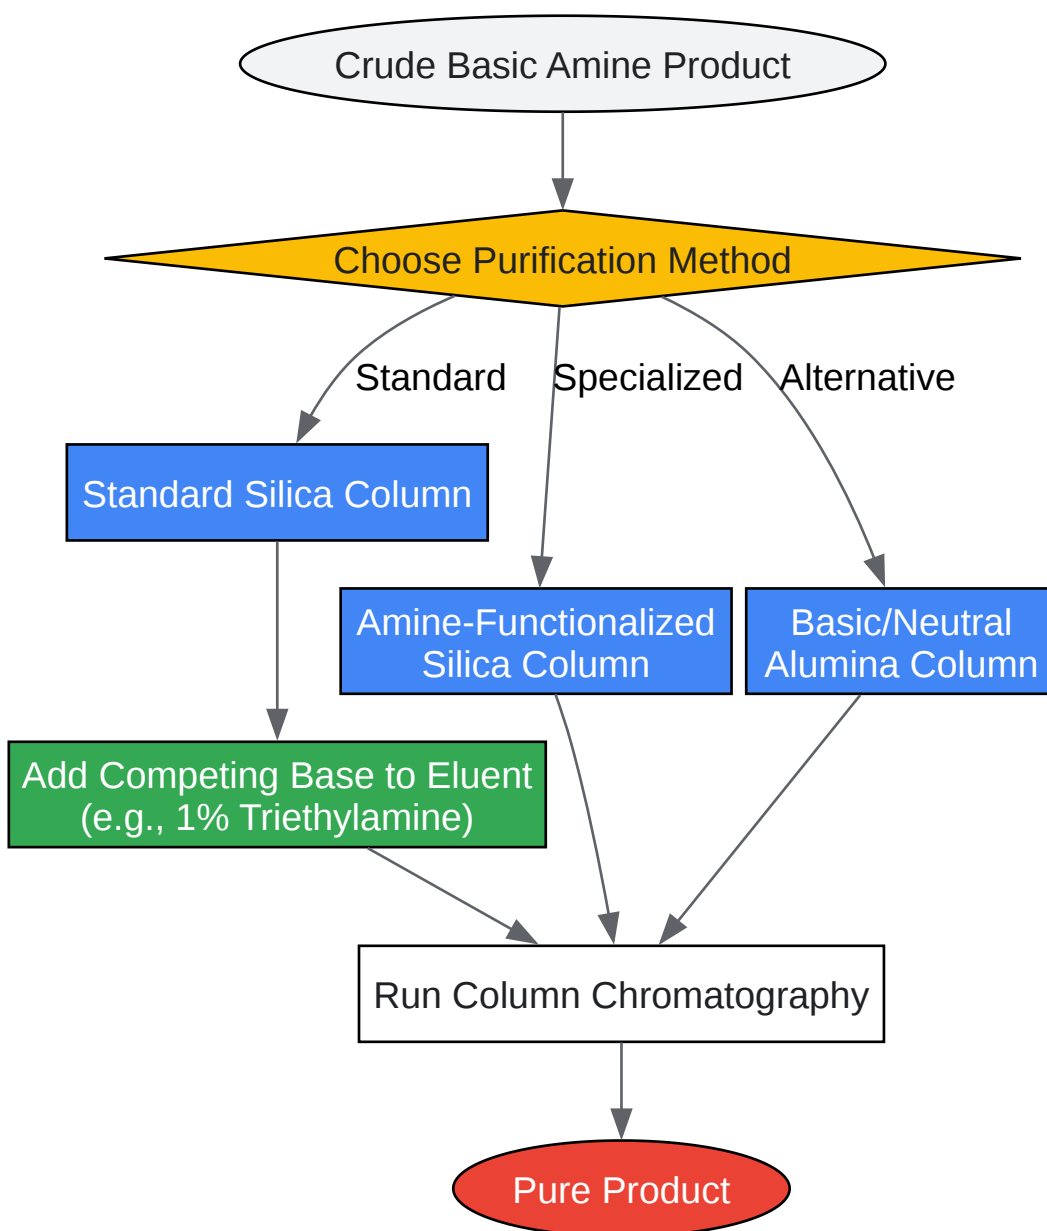 Crude Basic Amine Product
Choose Purification Method
Standard
Specialized
Alternative
Standard Silica Column
Amine-Functionalized
Silica Column
Basic/Neutral
Alumina Column
Add Competing Base to Eluent
(e.g., 1% Triethylamine)
Run Column Chromatography
Pure Product